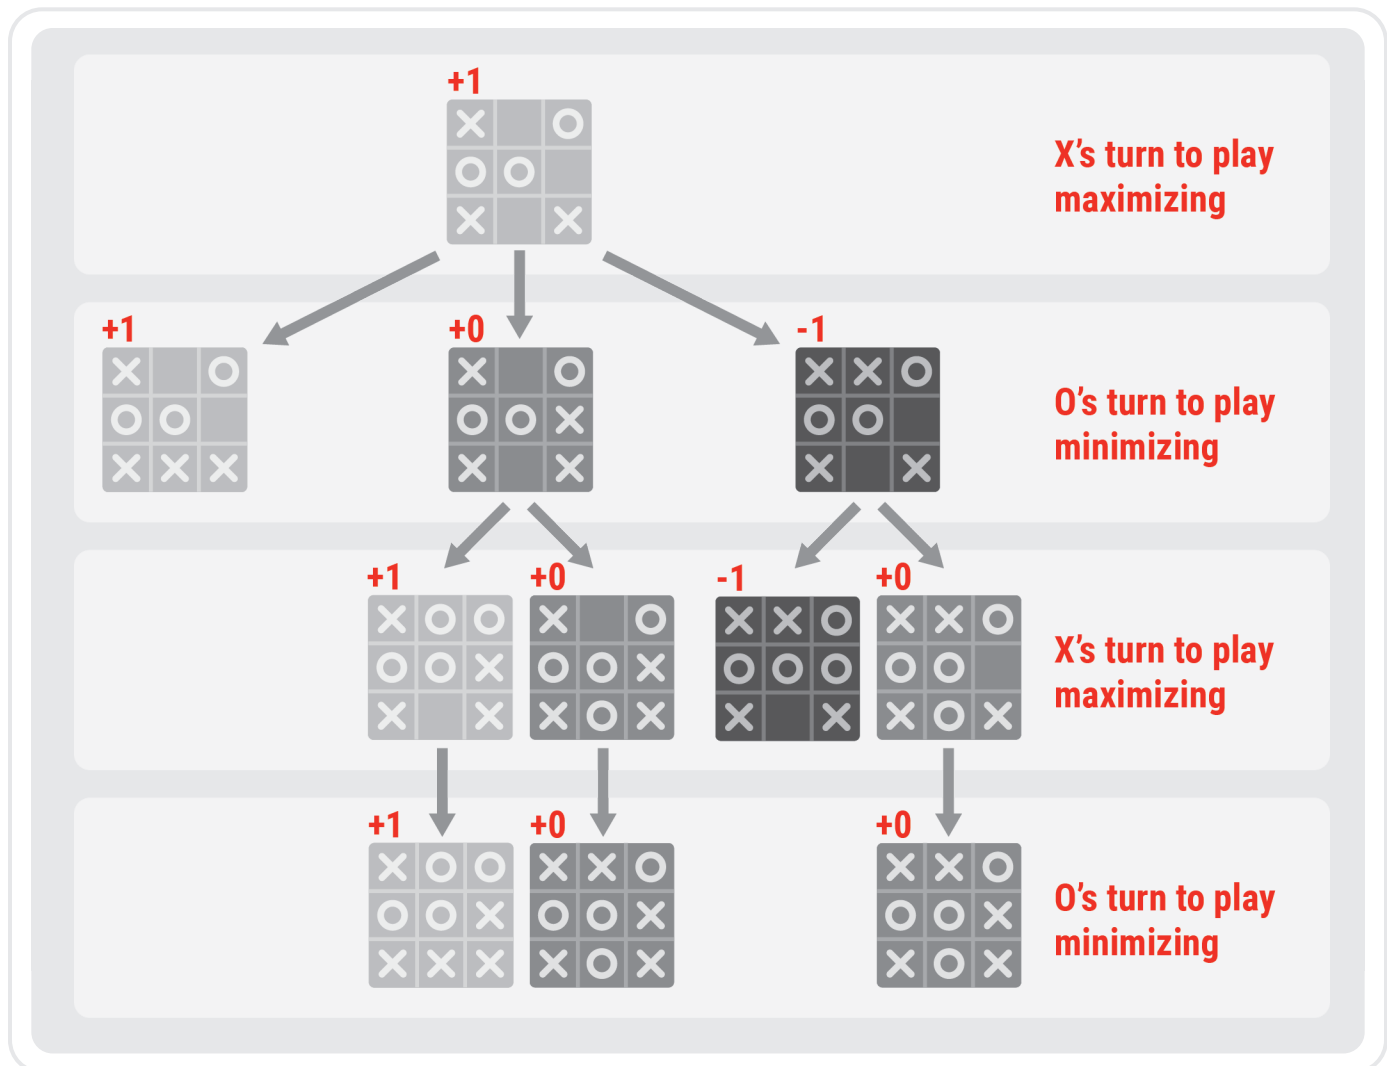 +1
X O
O O
X X
X's turn to play
maximizing
+1
X O
O O
X X X
+0
X O
O O X
X X
-1
X X O
O O
X X
O's turn to play
minimizing
+1
X O O
O O X
X X
+0
X O
O O X
X O X
-1
X X O
O O O
X X
+0
X X O
O O
X O X
X's turn to play
maximizing
+1
X O O
O O X
X X X
+0
X X O
O O X
X O X
+0
X X O
O O X
X O X
O's turn to play
minimizing